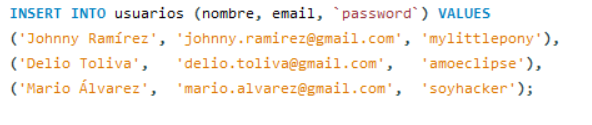 INSERT INTO usuarios (nombre, email, `password`) VALUES
('Johnny Ramírez', 'johnny.ramirez@gmail.com', 'mylittlepony'),
('Delio Toliva', 'delio.toliva@gmail.com', 'amoeclipse'),
('Mario Álvarez', 'mario.alvarez@gmail.com', 'soyhacker');